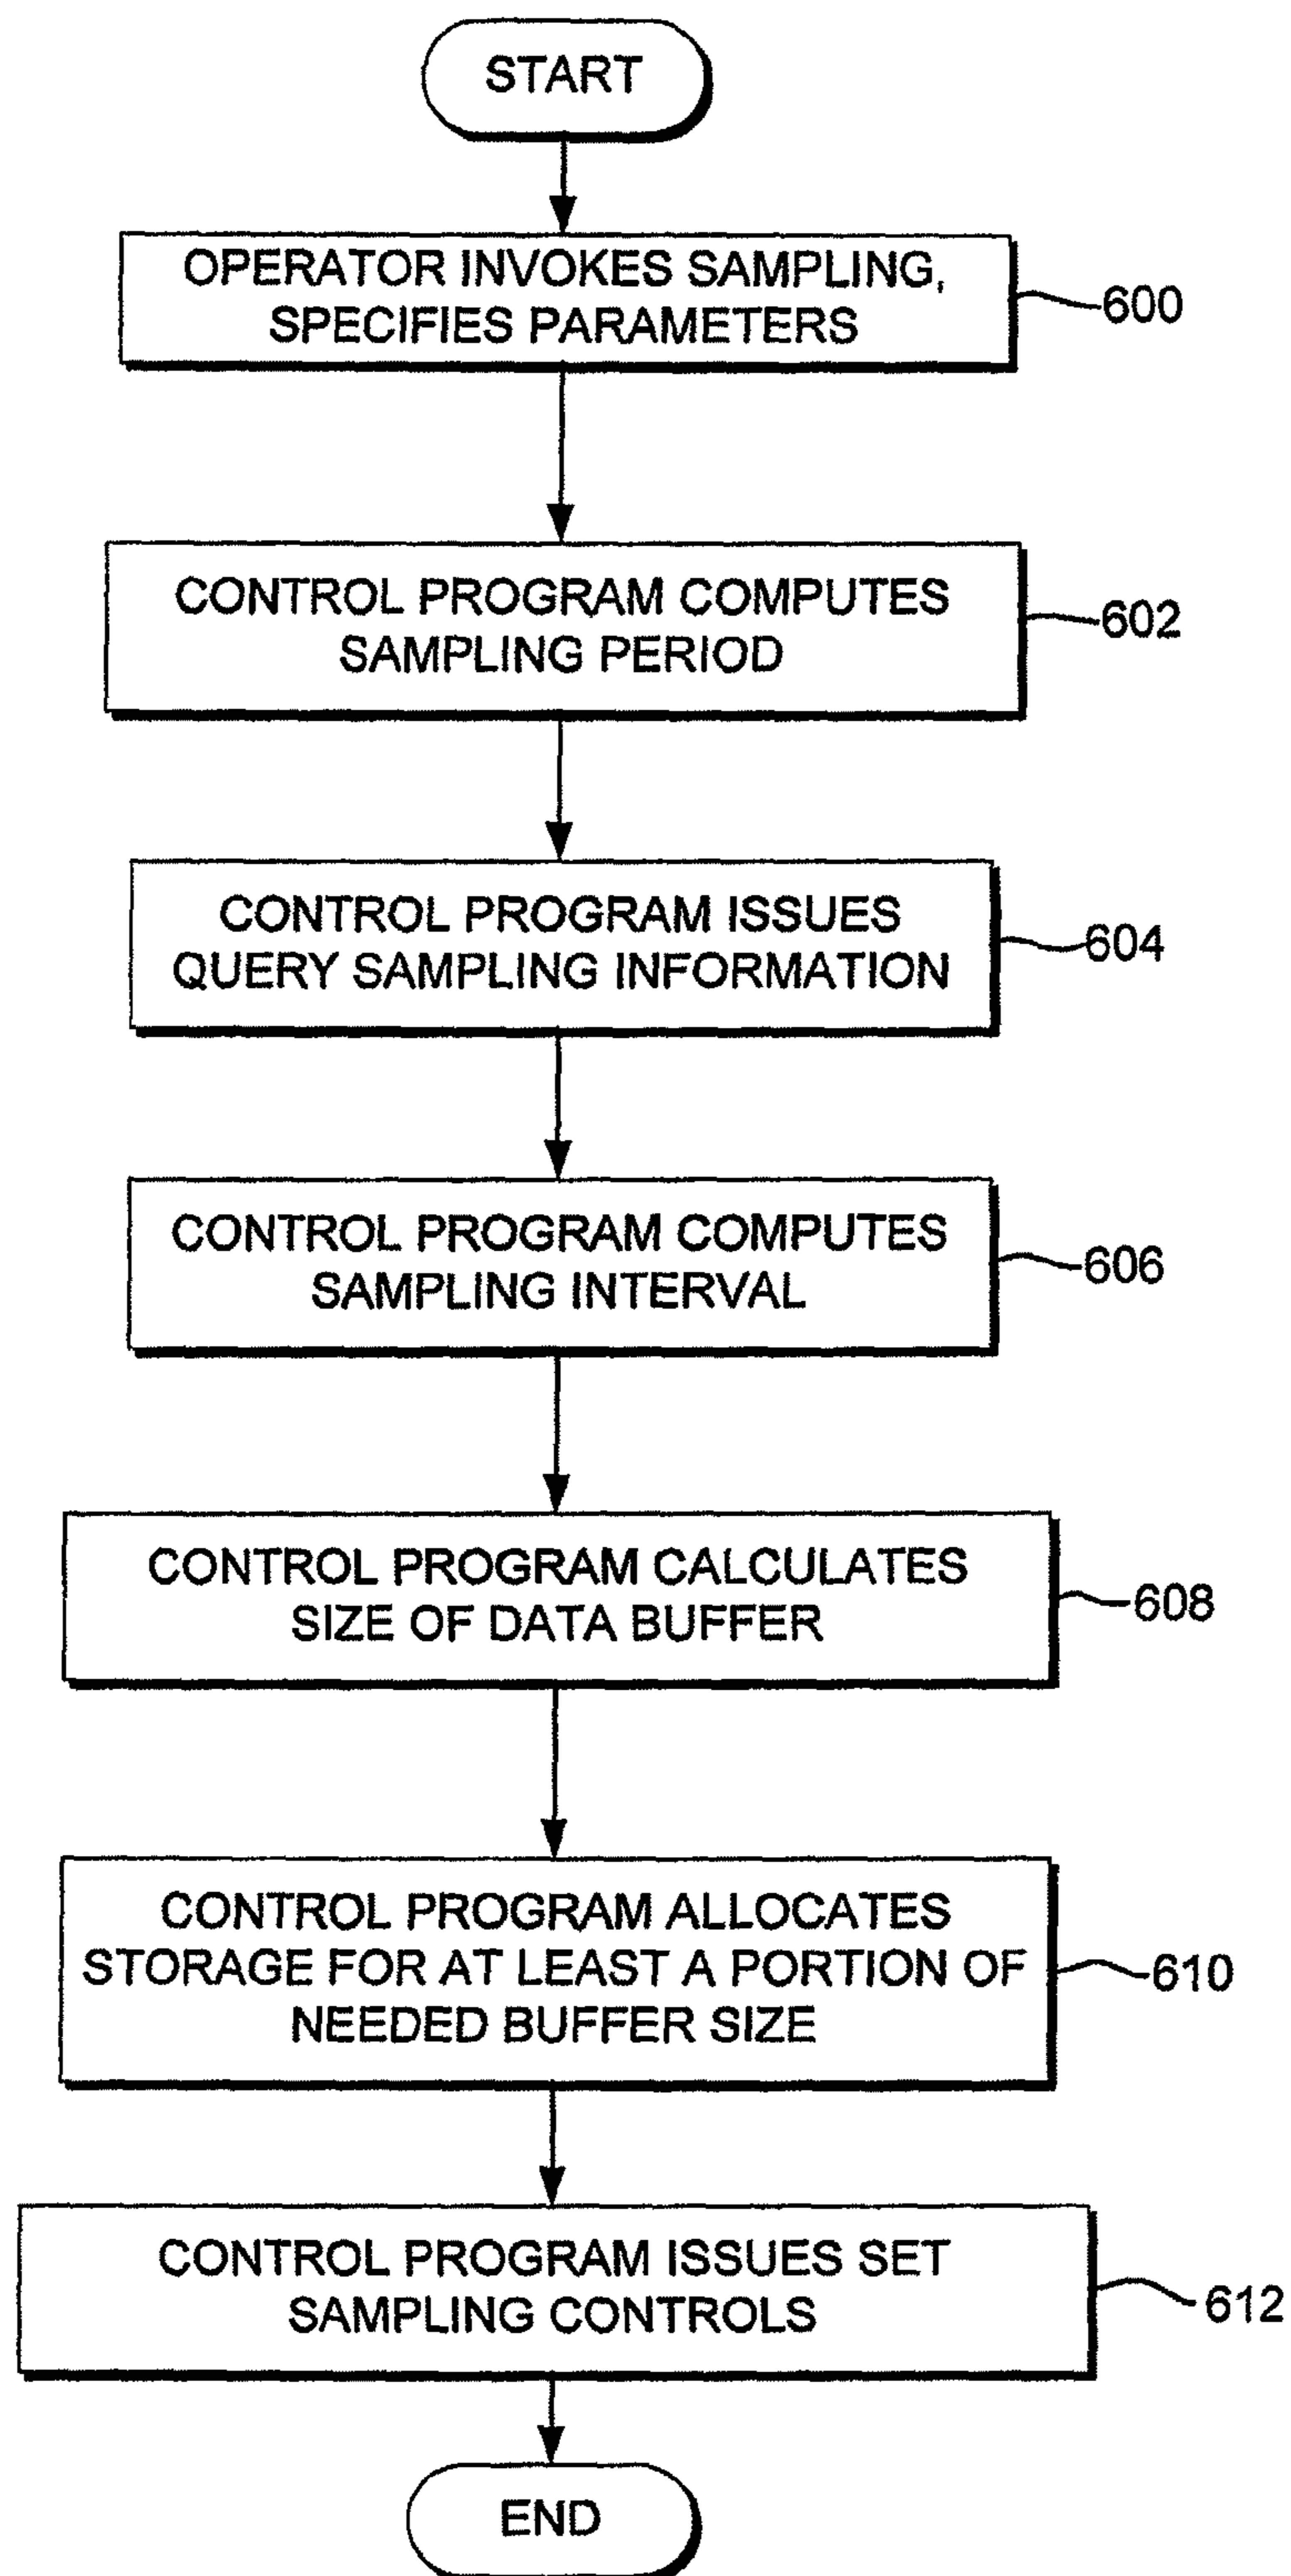 START
OPERATOR INVOKES SAMPLING,
SPECIFIES PARAMETERS
600
CONTROL PROGRAM COMPUTES
SAMPLING PERIOD
602
CONTROL PROGRAM ISSUES
QUERY SAMPLING INFORMATION
604
CONTROL PROGRAM COMPUTES
SAMPLING INTERVAL
606
CONTROL PROGRAM CALCULATES
SIZE OF DATA BUFFER
608
CONTROL PROGRAM ALLOCATES
STORAGE FOR AT LEAST A PORTION OF
NEEDED BUFFER SIZE
610
CONTROL PROGRAM ISSUES SET
SAMPLING CONTROLS
612
END